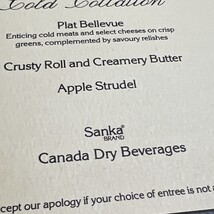 Cold Collation
Plat Bellevue
Enticing cold meats and select cheeses on crisp
greens, complemented by savoury relishes
Crusty Roll and Creamery Butter
Apple Strudel
Sanka®
BRAND
Canada Dry Beverages
cept our apology if your choice of entree is not a